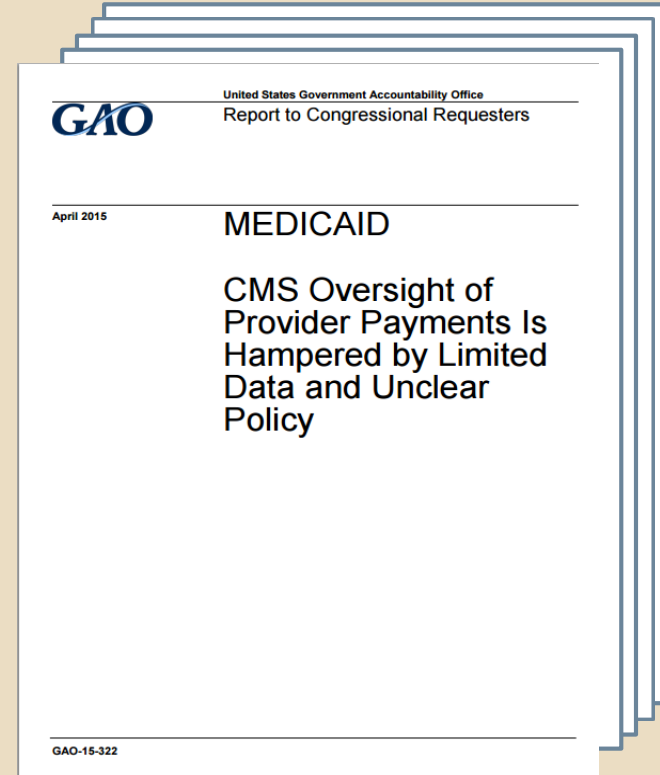 United States Government Accountability Office
GAO
Report to Congressional Requesters
April 2015
MEDICAID
CMS Oversight of
Provider Payments Is
Hampered by Limited
Data and Unclear
Policy
GAO-15-322